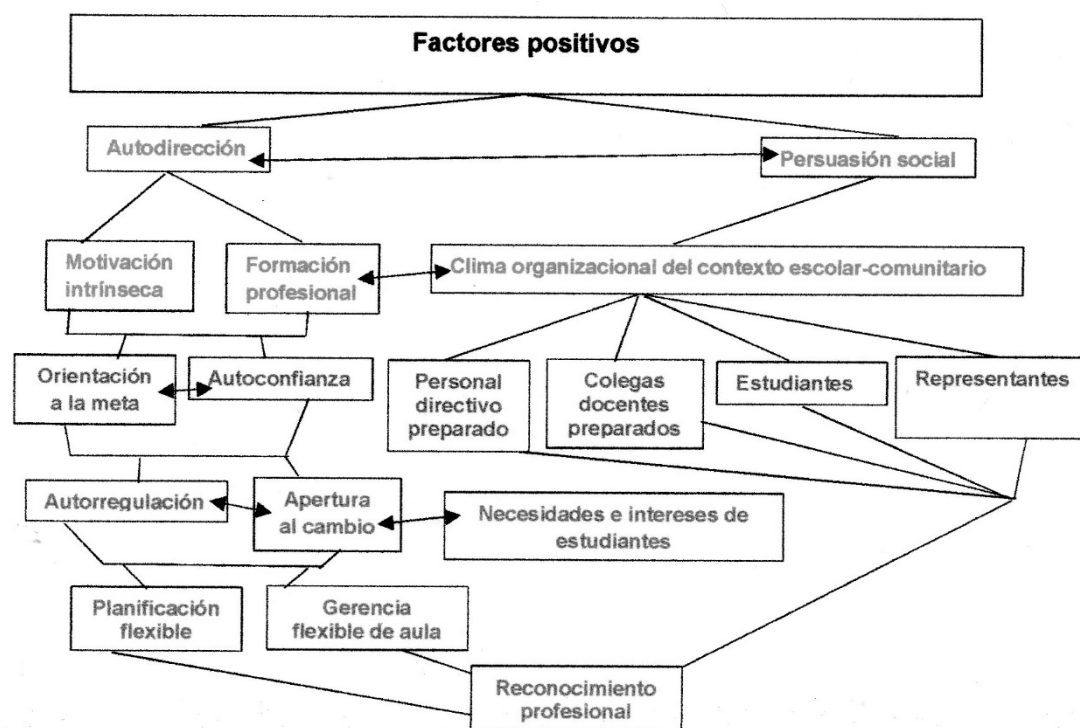 Factores positivos
Autodirección
Persuasión social
Motivación
intrínseca
Formación
profesional
Clima organizacional del contexto escolar-comunitario
Orientación
a la meta
Autoconfianza
Personal
directivo
preparado
Colegas
docentes
preparados
Estudiantes
Representantes
Autorregulación
Apertura
al cambio
Necesidades e intereses de
estudiantes
Planificación
flexible
Gerencia
flexible de aula
Reconocimiento
profesional